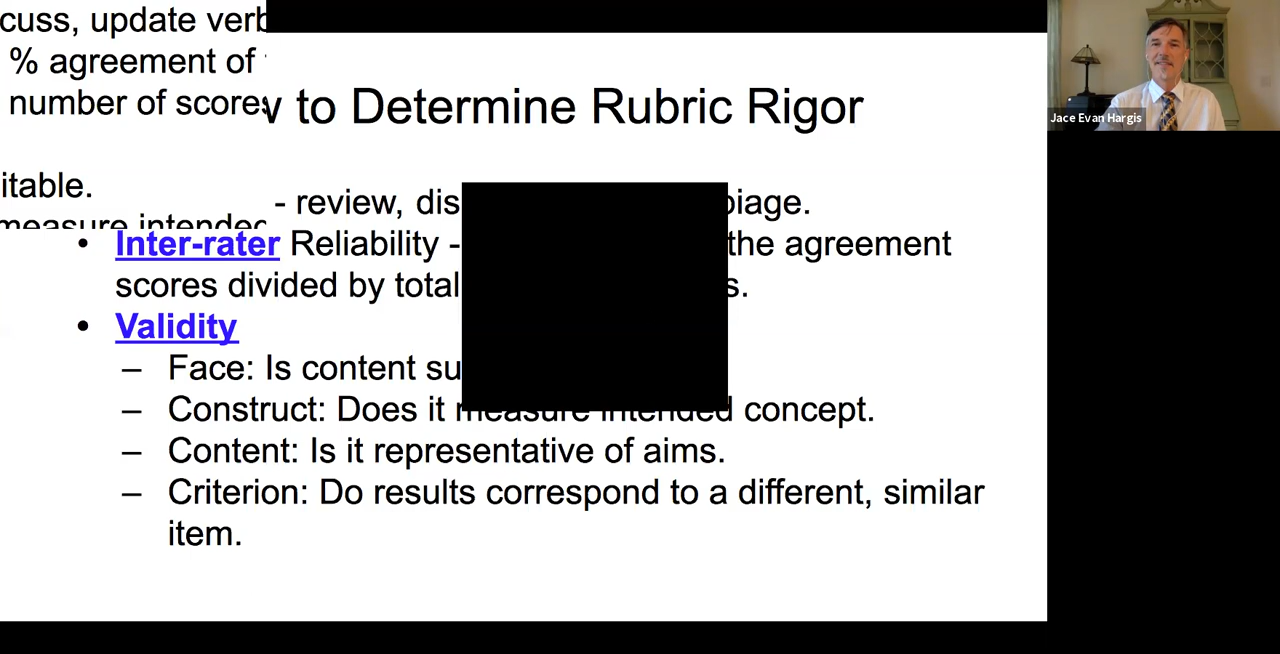 cuss, update verb
% agreement of
number of scores
itable.
measure intended
to Determine Rubric Rigor
Jace Evan Hargis
- review, dis piage.
• Inter-rater Reliability - the agreement
scores divided by total s.
• Validity
– Face: Is content su
– Construct: Does it measure intended concept.
– Content: Is it representative of aims.
– Criterion: Do results correspond to a different, similar
item.